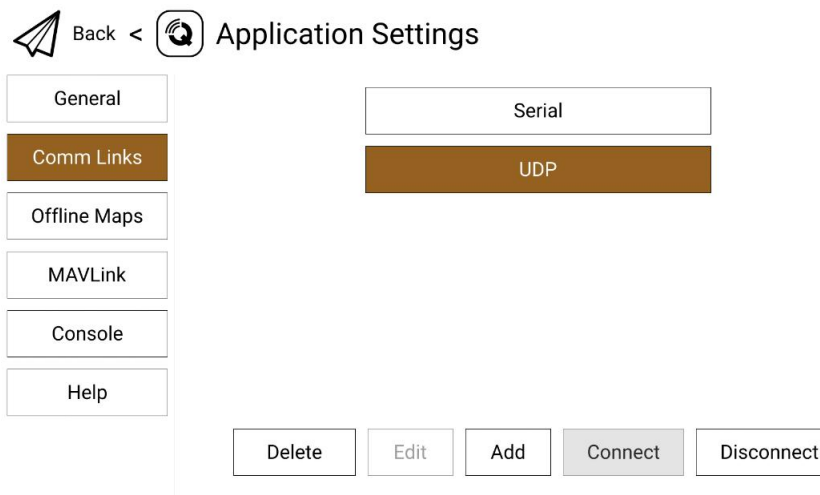 Back < Application Settings
General
Comm Links
Offline Maps
MAVLink
Console
Help
Serial
UDP
Delete Edit Add Connect Disconnect